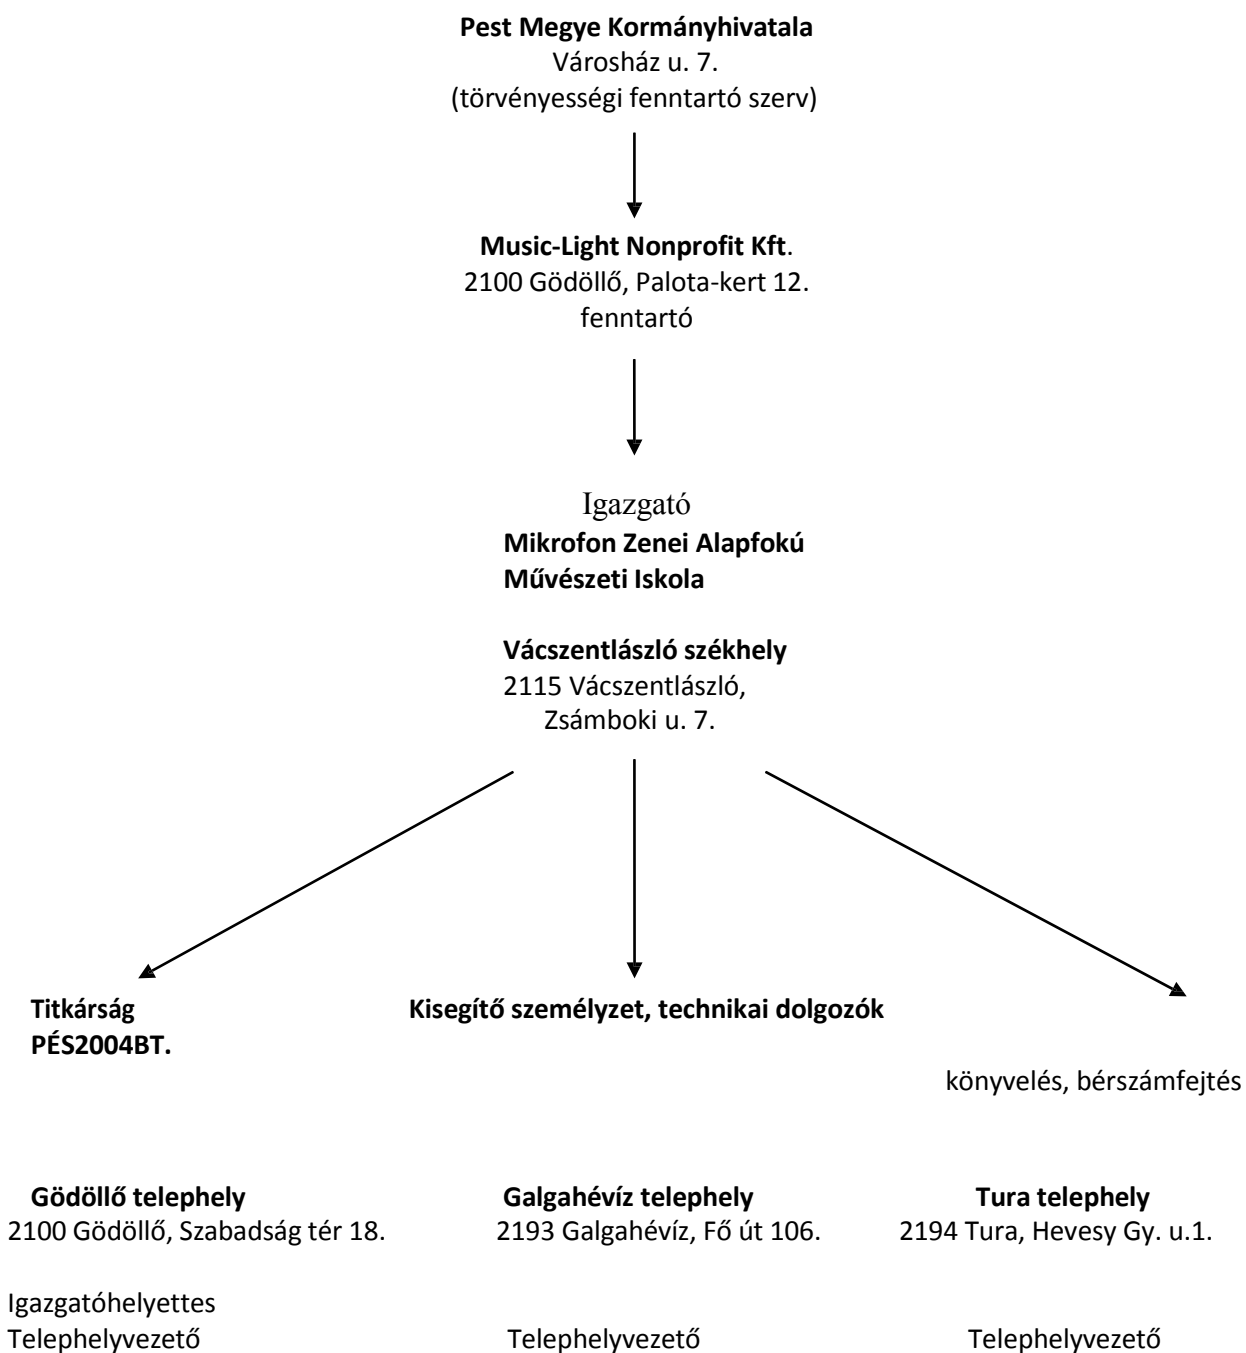 Pest Megye Kormányhivatala
Városház u. 7.
(törvényességi fenntartó szerv)
Music-Light Nonprofit Kft.
2100 Gödöllő, Palota-kert 12.
fenntartó
Igazgató
Mikrofon Zenei Alapfokú
Művészeti Iskola
Vácszentlászló székhely
2115 Vácszentlászló,
Zsámboki u. 7.
Titkárság
PÉS2004BT.
Kisegítő személyzet, technikai dolgozók
könyvelés, bérszámfejtés
Gödöllő telephely
2100 Gödöllő, Szabadság tér 18.
Galgahévíz telephely
2193 Galgahévíz, Fő út 106.
Tura telephely
2194 Tura, Hevesy Gy. u.1.
Igazgatóhelyettes
Telephelyvezető
Telephelyvezető
Telephelyvezető